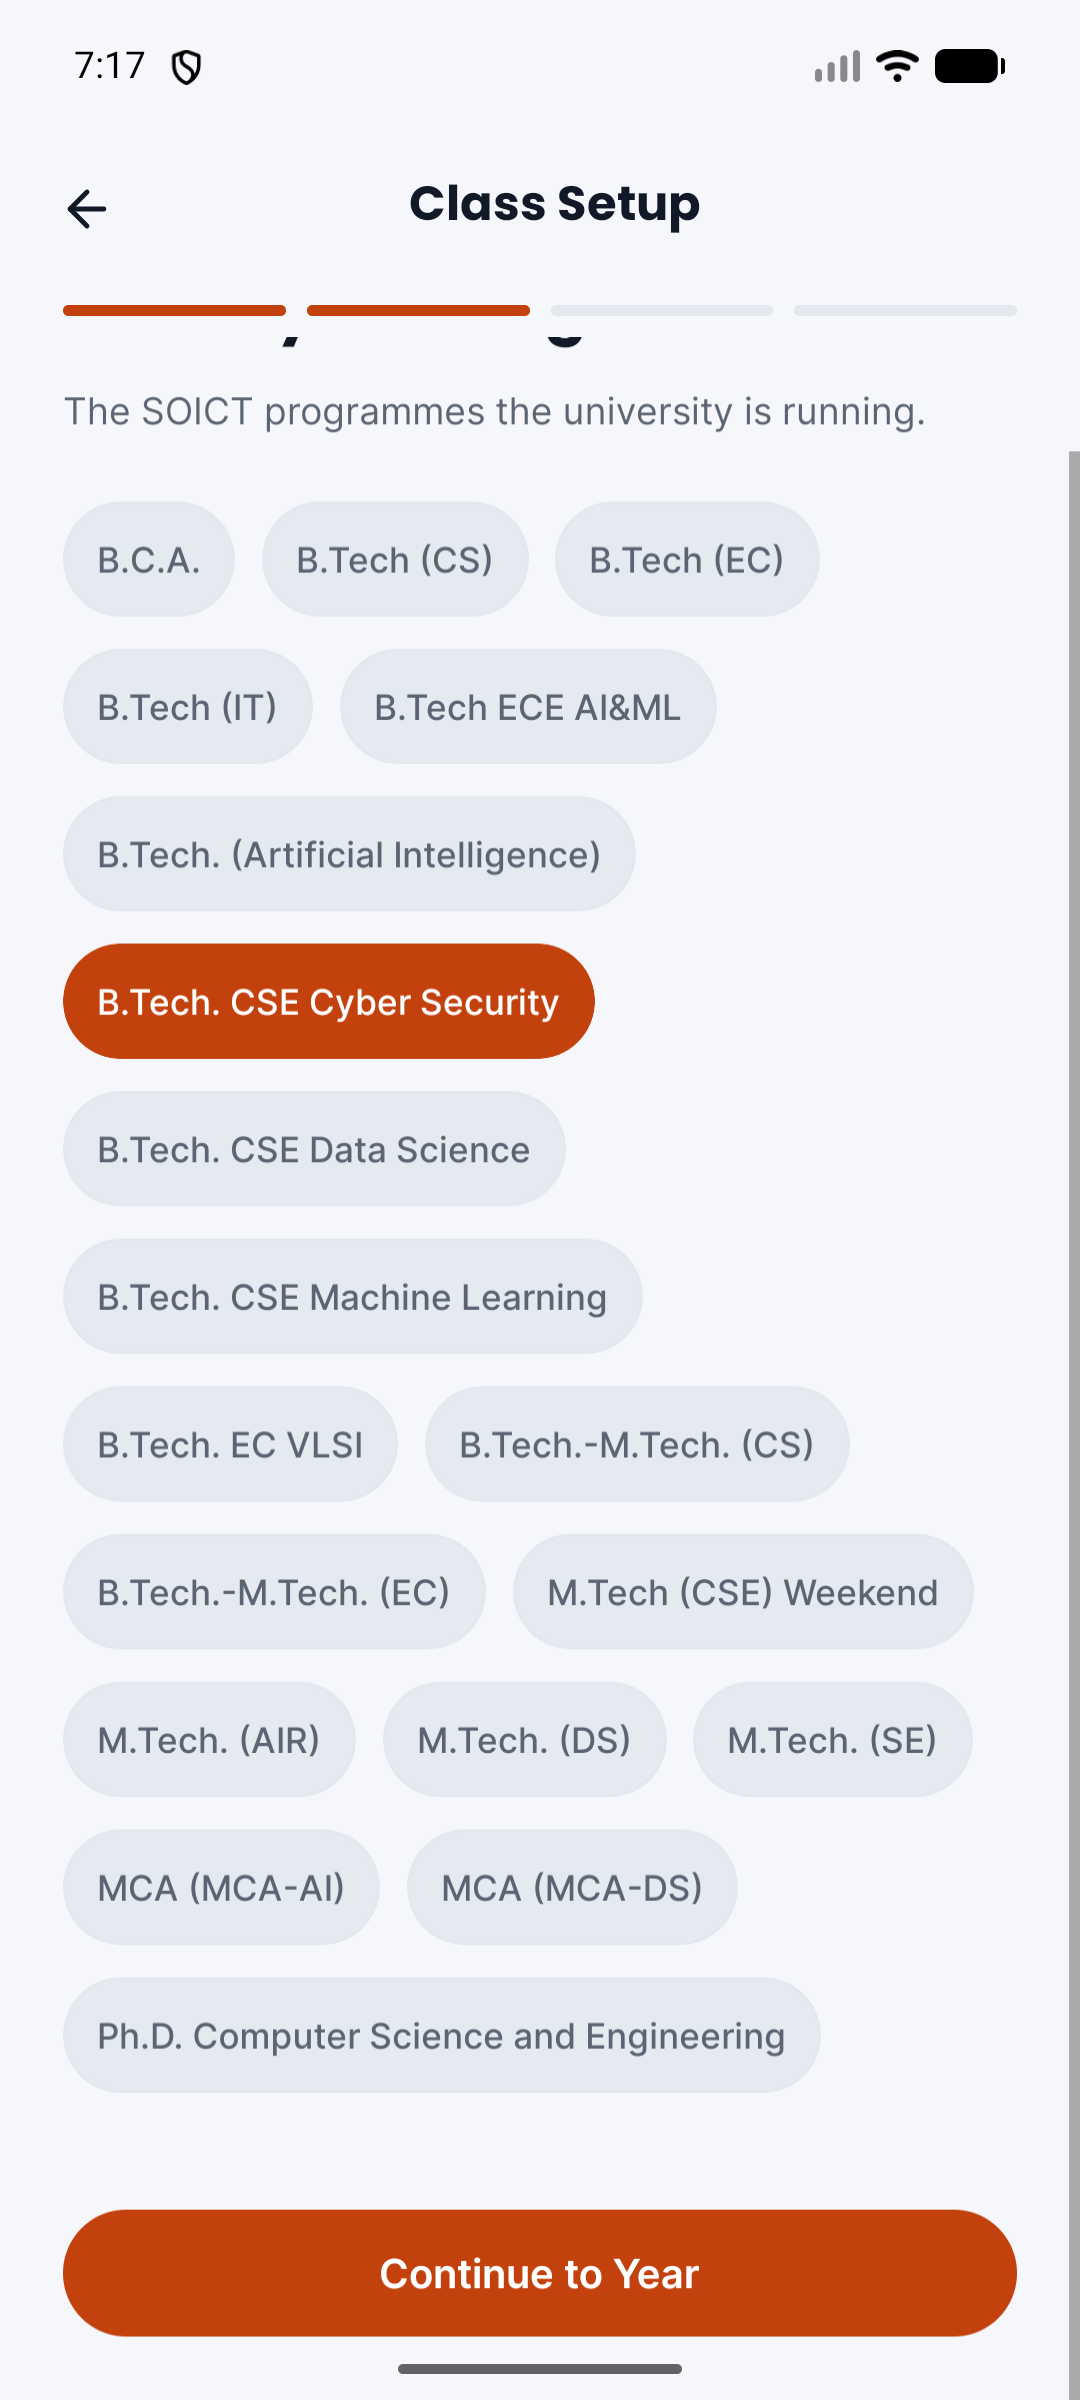 7:17
Class Setup
The SOICT programmes the university is running.
B.C.A.
B.Tech (CS)
B.Tech (EC)
B.Tech (IT)
B.Tech ECE AI&ML
B.Tech. (Artificial Intelligence)
B.Tech. CSE Cyber Security
B.Tech. CSE Data Science
B.Tech. CSE Machine Learning
B.Tech. EC VLSI
B.Tech.-M.Tech. (CS)
B.Tech.-M.Tech. (EC)
M.Tech (CSE) Weekend
M.Tech. (AIR)
M.Tech. (DS)
M.Tech. (SE)
MCA (MCA-AI)
MCA (MCA-DS)
Ph.D. Computer Science and Engineering
Continue to Year